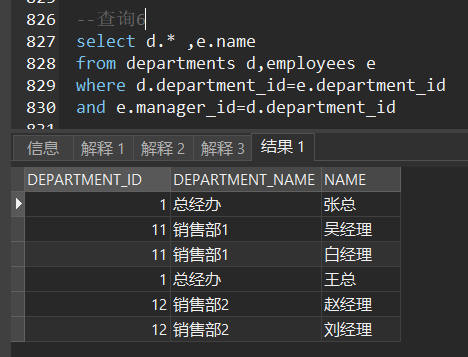 826 --查询6
827 select d.* ,e.name
828 from departments d,employees e
829 where d.department_id=e.department_id
830 and e.manager_id=d.department_id
831
信息 解释 1 解释 2 解释 3 结果 1
DEPARTMENT_ID DEPARTMENT_NAME NAME
1 总经办 张总
11 销售部1 吴经理
11 销售部1 白经理
1 总经办 王总
12 销售部2 赵经理
12 销售部2 刘经理